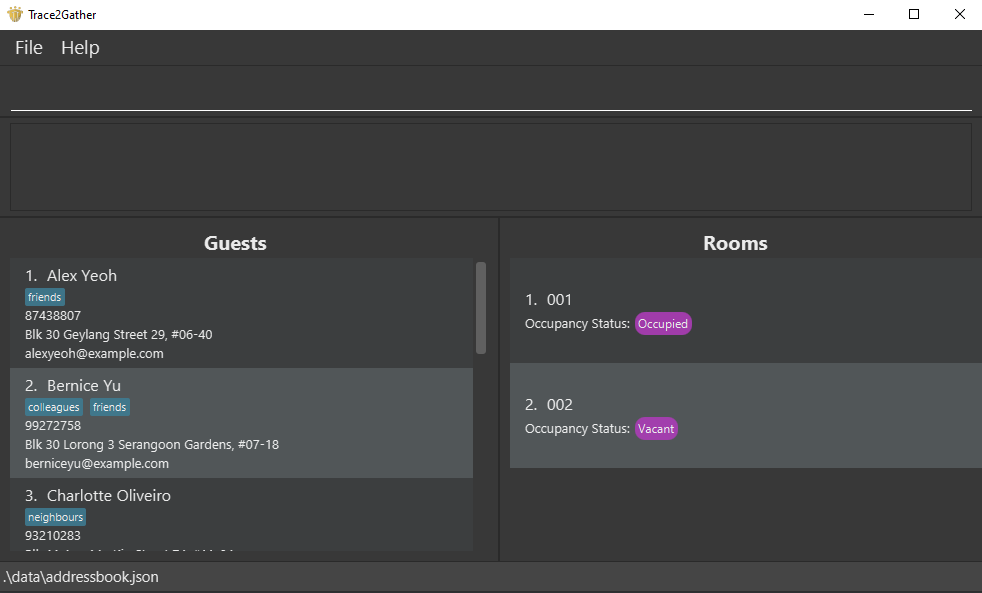 Trace2Gather
File Help
Guests
1. Alex Yeoh
friends
87438807
Blk 30 Geylang Street 29, #06-40
alexyeoh@example.com
2. Bernice Yu
colleagues friends
99272758
Blk 30 Lorong 3 Serangoon Gardens, #07-18
berniceyu@example.com
3. Charlotte Oliveiro
neighbours
93210283
Rooms
1. 001
Occupancy Status: Occupied
2. 002
Occupancy Status: Vacant
.\data\addressbook.json